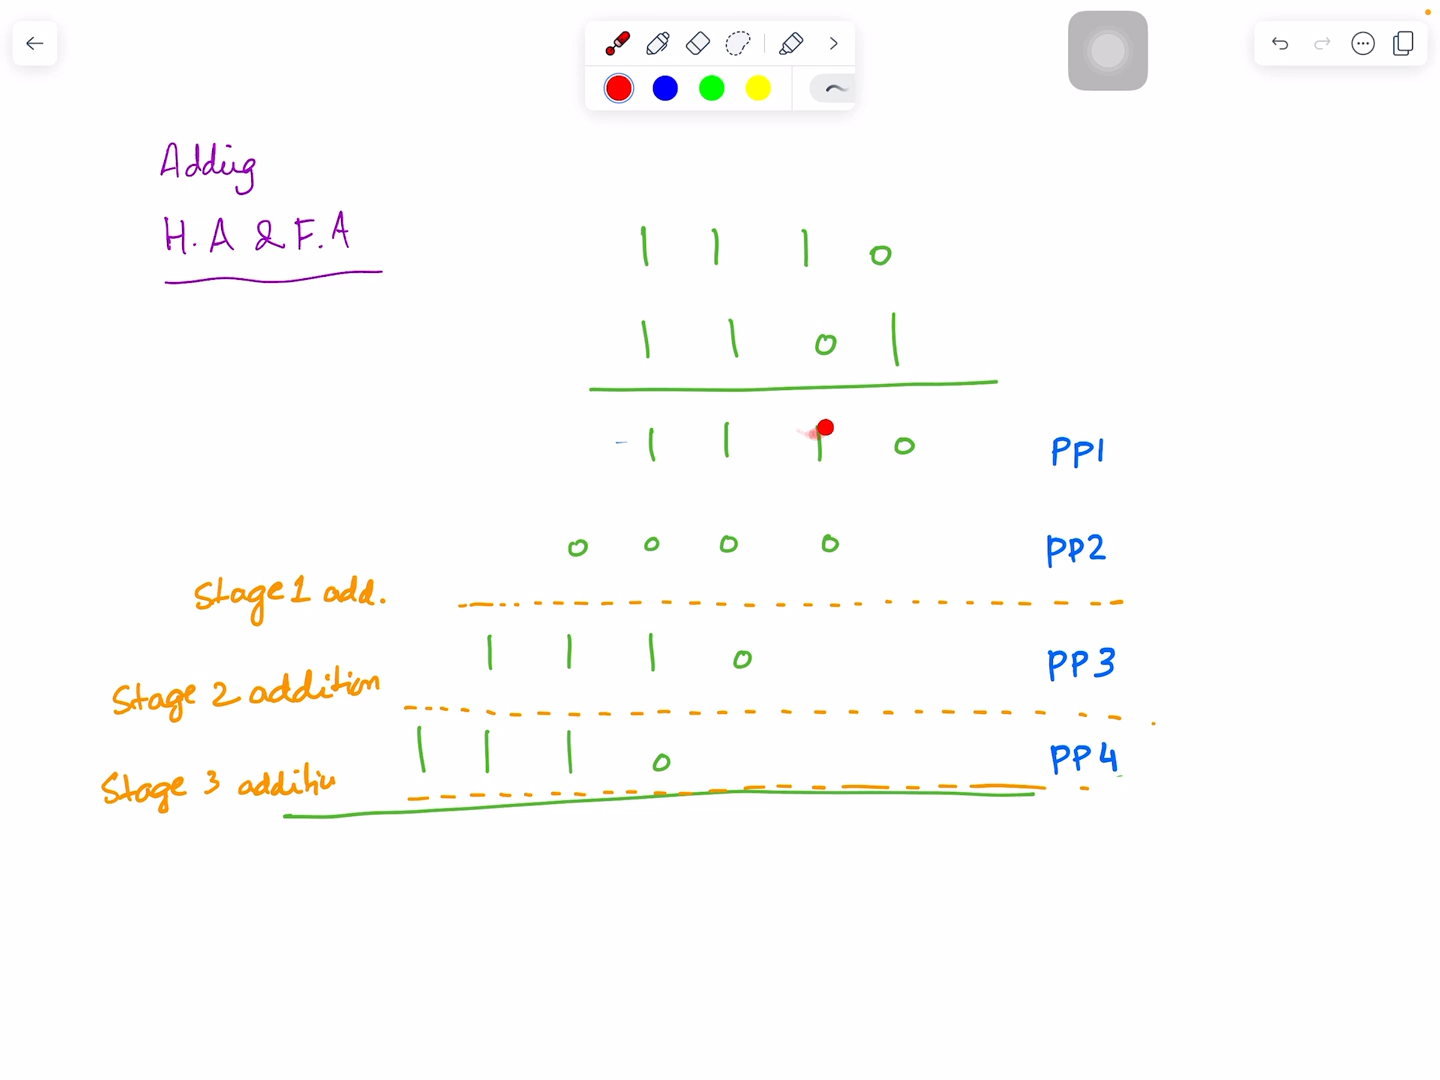 Adding
H.A & F.A
1 1 1 0
1 1 0 1
1 1 1 0 PP1
0 0 0 0 PP2
Stage 1 add.
1 1 1 0 PP3
Stage 2 addition
1 1 1 0 PP4
Stage 3 additiu